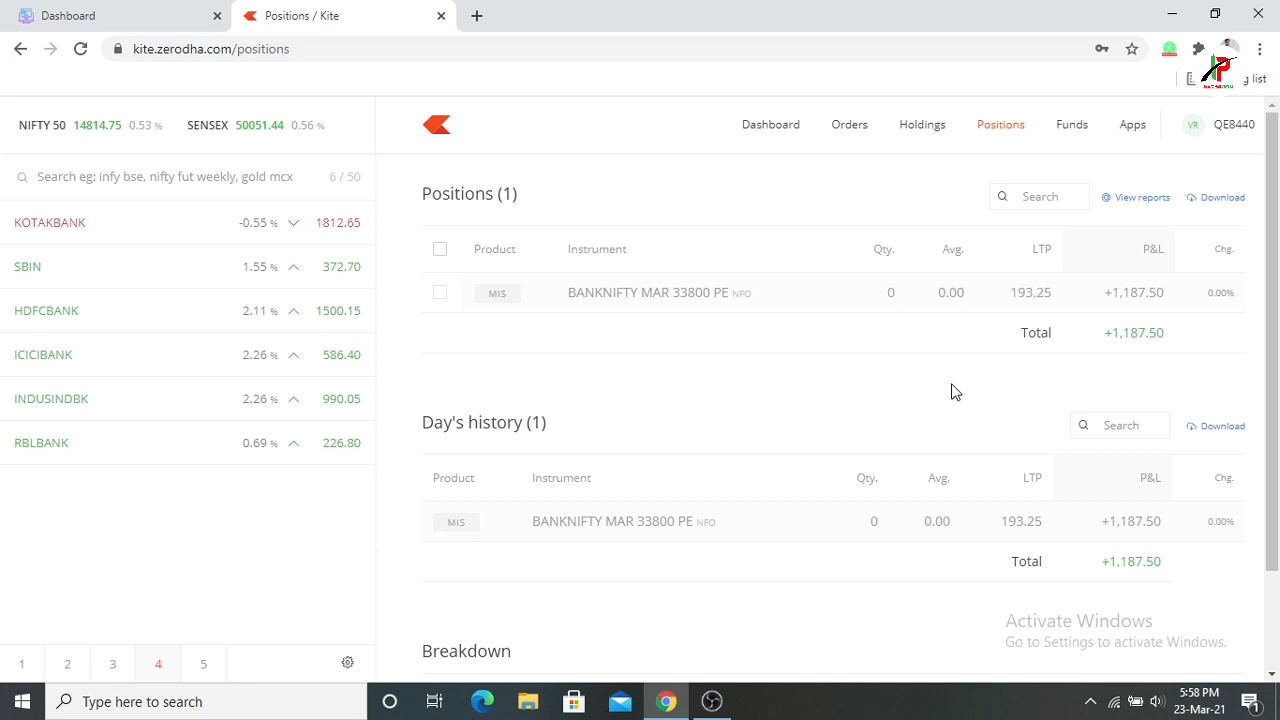 Dashboard
Positions / Kite
kite.zerodha.com/positions
NIFTY 50 14814.75 0.53 % SENSEX 50051.44 0.56 %
Dashboard Orders Holdings Positions Funds Apps VR QE8440
Search eg: infy bse, nifty fut weekly, gold mcx 6 / 50
KOTAKBANK -0.55 % 1812.65
SBIN 1.55 % 372.70
HDFCBANK 2.11 % 1500.15
ICICIBANK 2.26 % 586.40
INDUSINDBK 2.26 % 990.05
RBLBANK 0.69 % 226.80
1 2 3 4 5
Positions (1) Search View reports Download
Product Instrument Qty. Avg. LTP P&L Chg.
MIS BANKNIFTY MAR 33800 PE NFO 0 0.00 193.25 +1,187.50 0.00%
Total +1,187.50
Day's history (1) Search Download
Product Instrument Qty. Avg. LTP P&L Chg.
MIS BANKNIFTY MAR 33800 PE NFO 0 0.00 193.25 +1,187.50 0.00%
Total +1,187.50
Breakdown
Activate Windows
Go to Settings to activate Windows.
Type here to search
5:58 PM
23-Mar-21
1